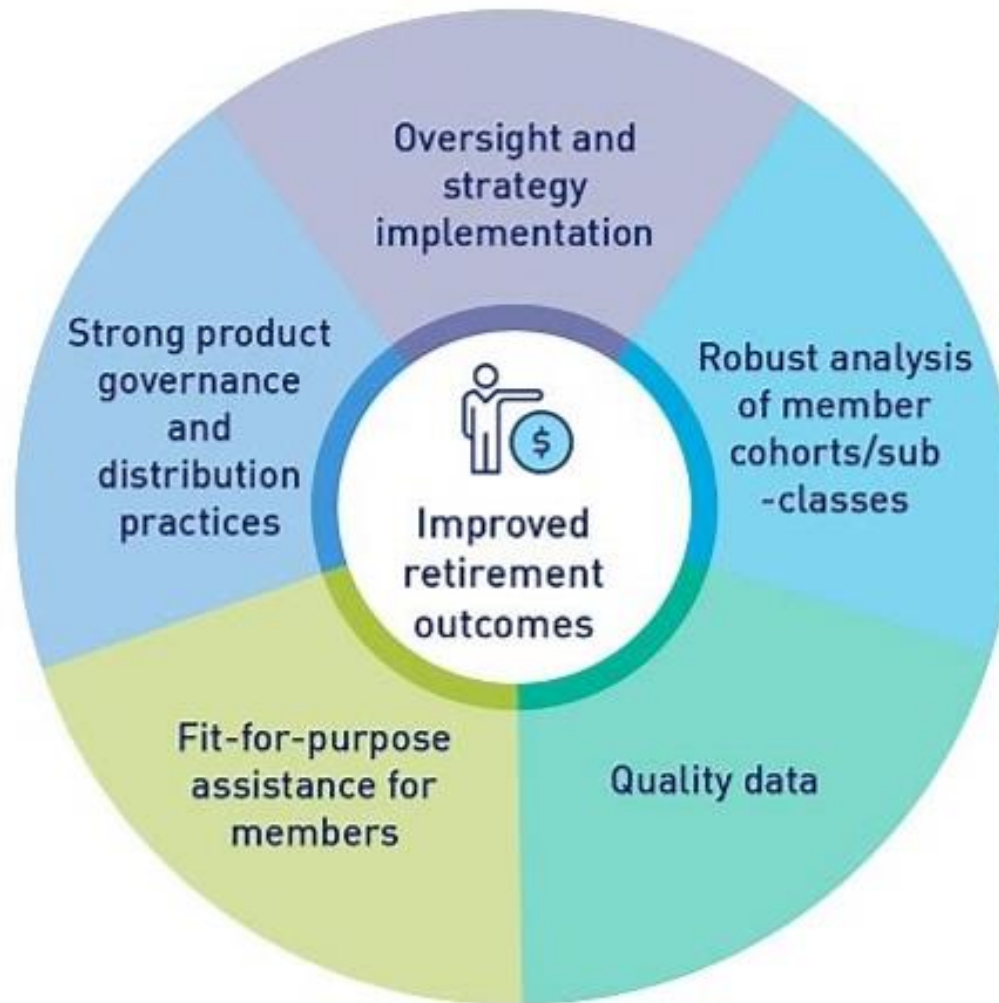 Oversight and
strategy
implementation
Robust analysis
of member
cohorts/sub
-classes
Quality data
Fit-for-purpose
assistance for
members
Strong product
governance
and
distribution
practices
$
Improved
retirement
outcomes